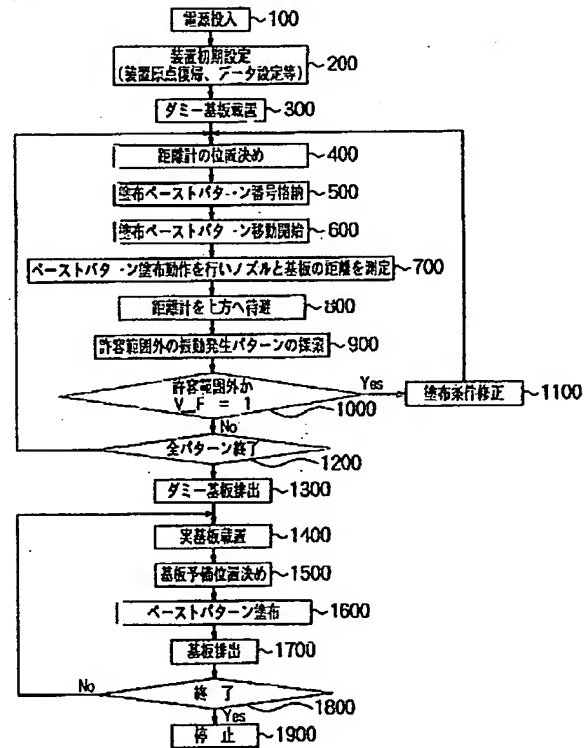 電源投入 100
装置初期設定
(装置原点復帰、データ設定等) 200
ダミー基板載置 300
距離計の位置決め 400
塗布ペーストパターン番号格納 500
塗布ペーストパターン移動開始 600
ペーストパターン塗布動作を行いノズルと基板の距離を測定 700
距離計を上方へ待避 800
許容範囲外の振動発生パターンの探索 900
許容範囲外か
V_F = 1 1000
Yes
塗布条件修正 1100
No
全パターン終了 1200
ダミー基板排出 1300
実基板載置 1400
基板予備位置決め 1500
ペーストパターン塗布 1600
基板排出 1700
No
終了 1800
Yes
停止 1900